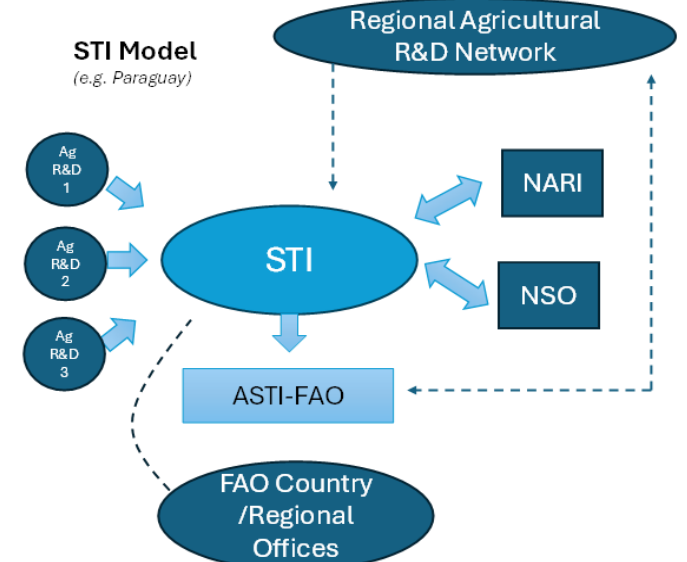 Regional Agricultural
R&D Network
STI Model
(e.g. Paraguay)
Ag
R&D
1
NARI
Ag
R&D
2
STI
NSO
Ag
R&D
3
ASTI-FAO
FAO Country
/Regional
Offices